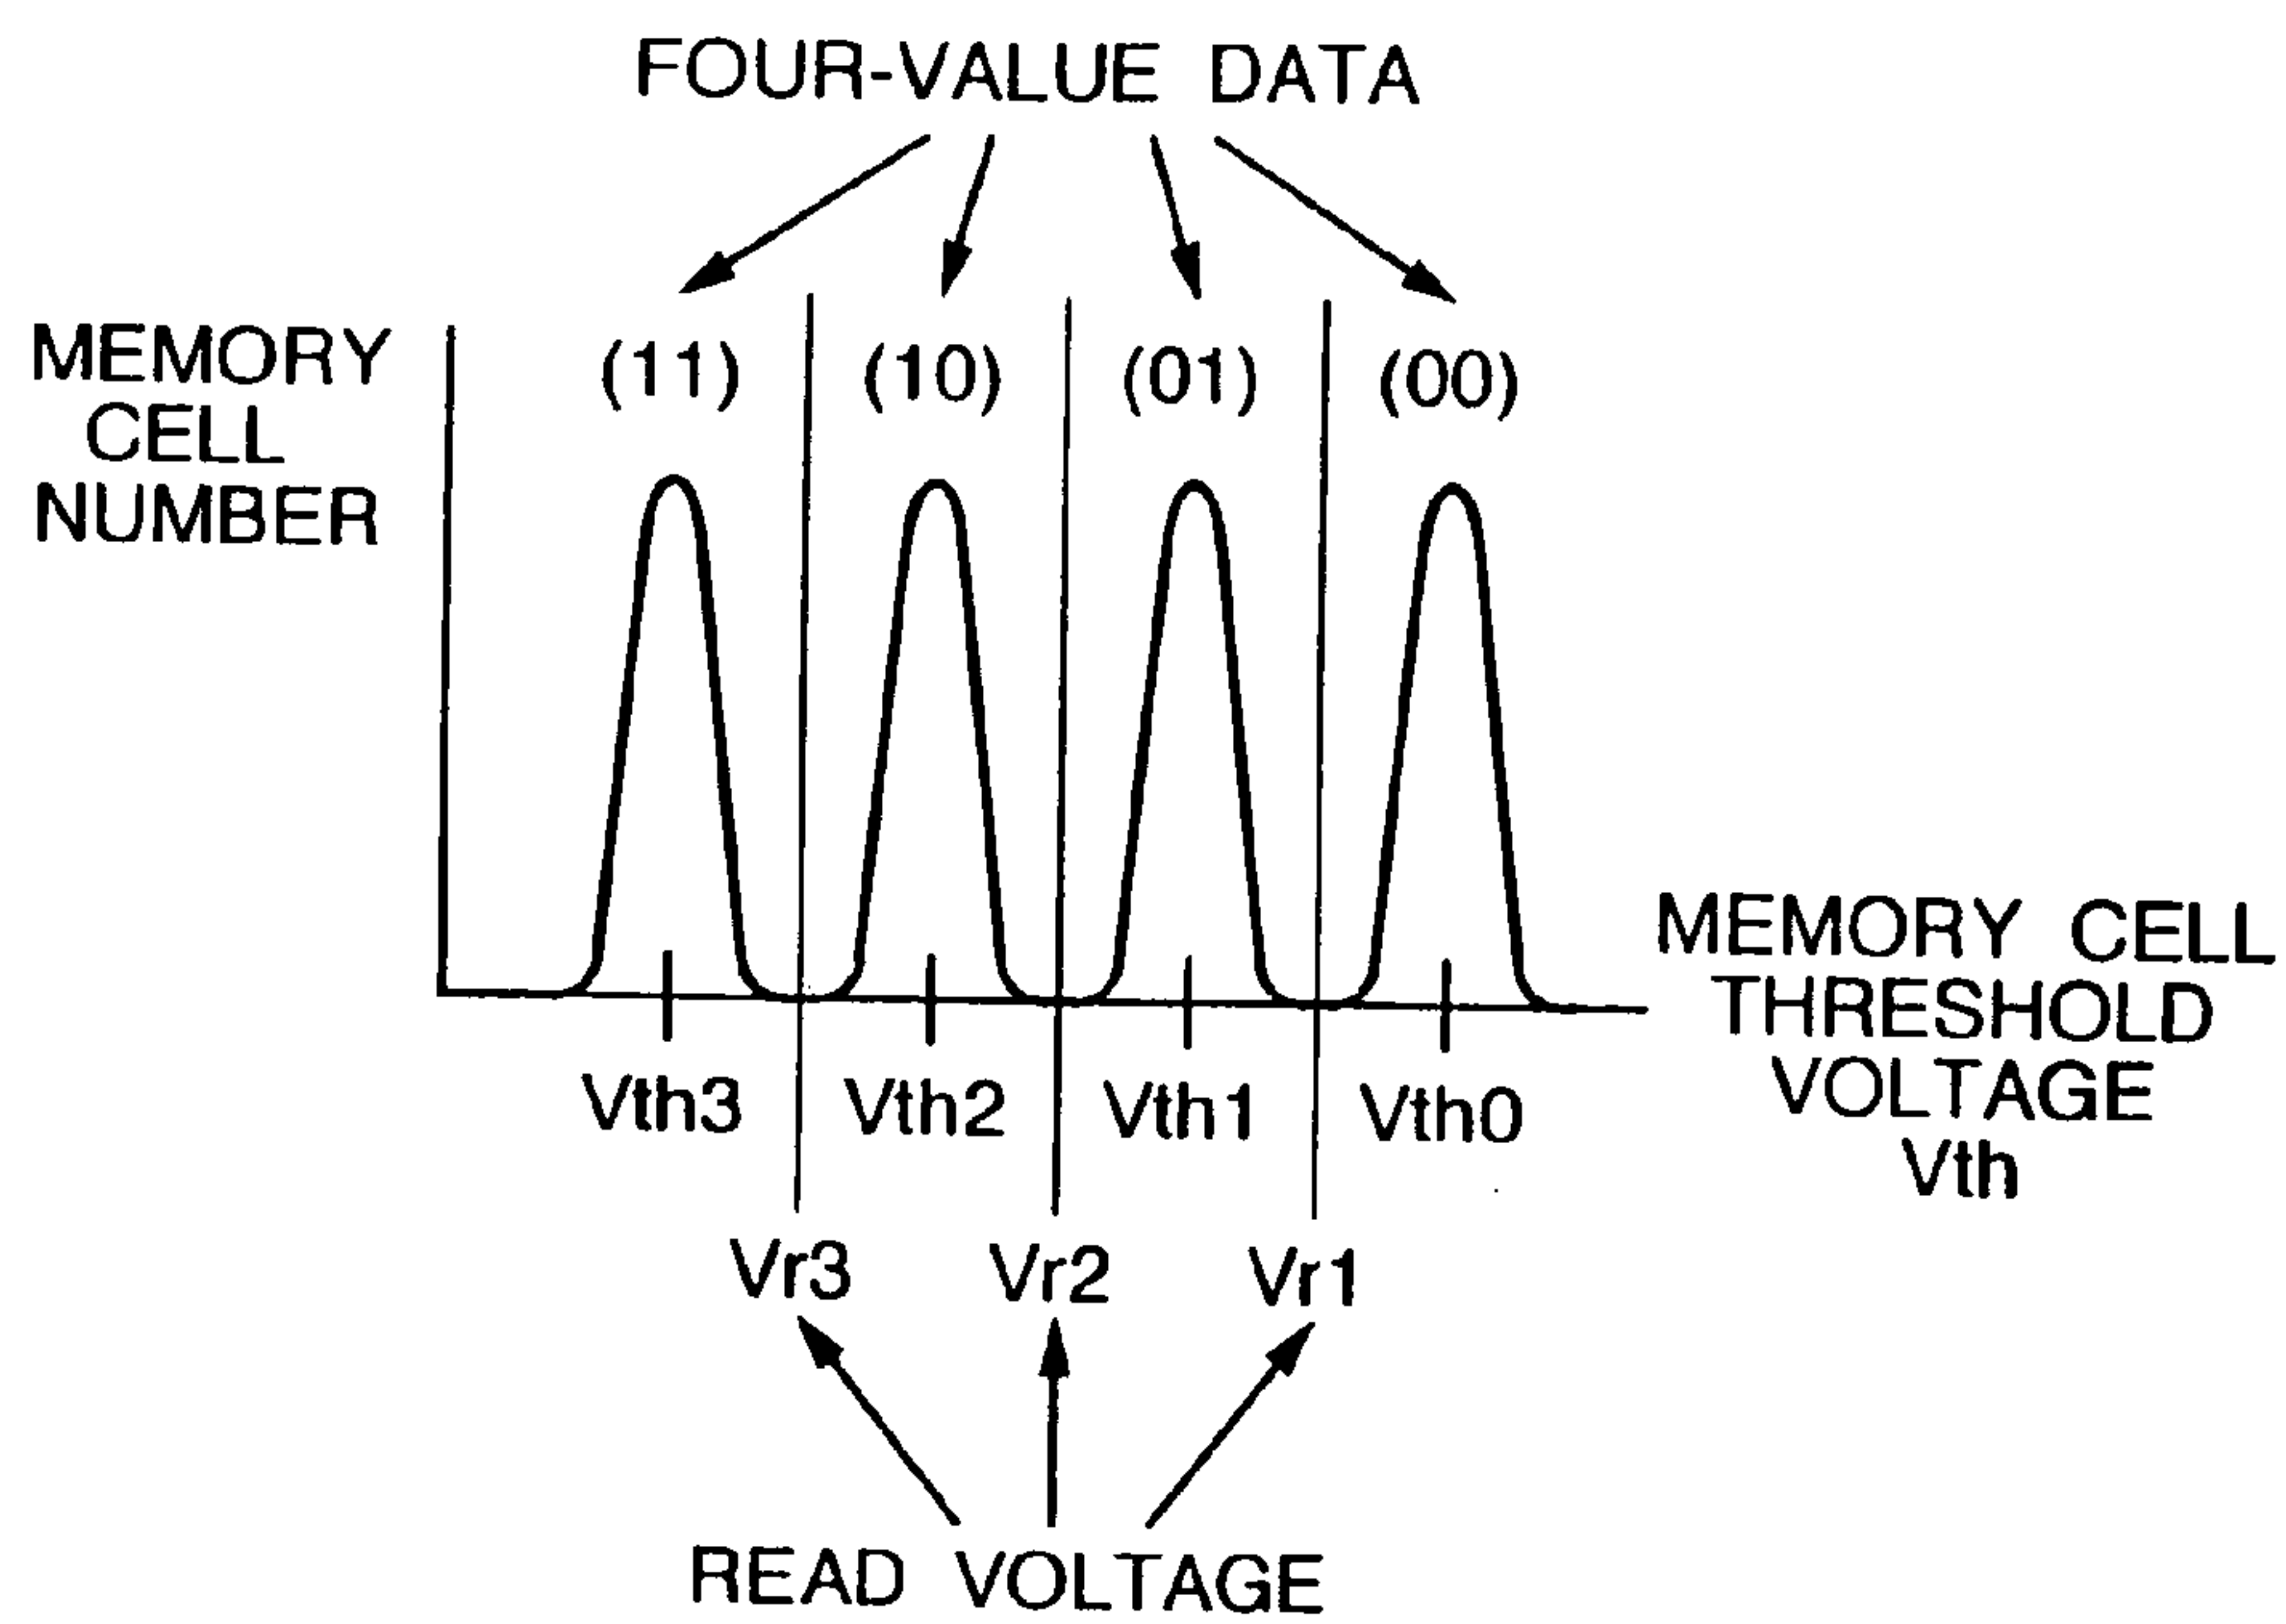 FOUR-VALUE DATA
MEMORY
CELL
NUMBER
(11) (10) (01) (00)
MEMORY CELL
THRESHOLD
VOLTAGE
Vth
Vth3 Vth2 Vth1 Vth0
Vr3 Vr2 Vr1
READ VOLTAGE